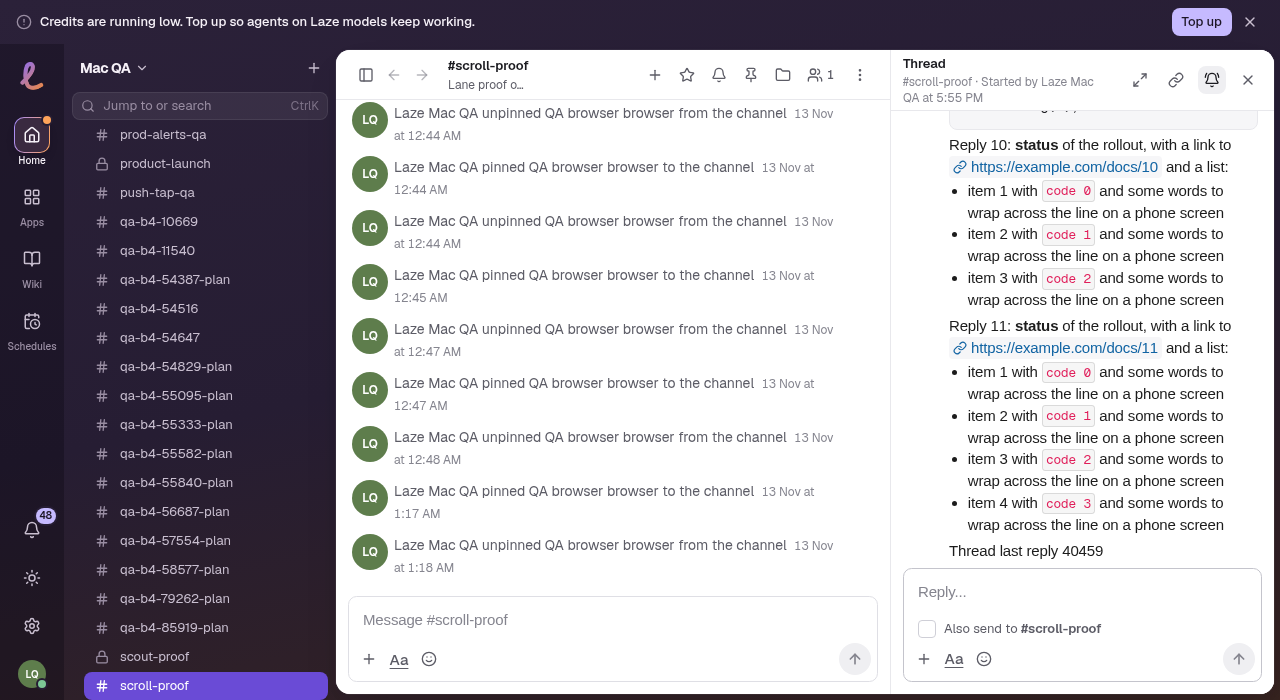 Credits are running low. Top up so agents on Laze models keep working.
Top up
Mac QA
Jump to or search
CtrlK
Home
Apps
Wiki
Schedules
48
LQ
prod-alerts-qa
product-launch
push-tap-qa
qa-b4-10669
qa-b4-11540
qa-b4-54387-plan
qa-b4-54516
qa-b4-54647
qa-b4-54829-plan
qa-b4-55095-plan
qa-b4-55333-plan
qa-b4-55582-plan
qa-b4-55840-plan
qa-b4-56687-plan
qa-b4-57554-plan
qa-b4-58577-plan
qa-b4-79262-plan
qa-b4-85919-plan
scout-proof
scroll-proof
#scroll-proof
Lane proof o…
1
LQ
Laze Mac QA unpinned QA browser browser from the channel 13 Nov
at 12:44 AM
LQ
Laze Mac QA pinned QA browser browser to the channel 13 Nov at
12:44 AM
LQ
Laze Mac QA unpinned QA browser browser from the channel 13 Nov
at 12:44 AM
LQ
Laze Mac QA pinned QA browser browser to the channel 13 Nov at
12:45 AM
LQ
Laze Mac QA unpinned QA browser browser from the channel 13 Nov
at 12:47 AM
LQ
Laze Mac QA pinned QA browser browser to the channel 13 Nov at
12:47 AM
LQ
Laze Mac QA unpinned QA browser browser from the channel 13 Nov
at 12:48 AM
LQ
Laze Mac QA pinned QA browser browser to the channel 13 Nov at
1:17 AM
LQ
Laze Mac QA unpinned QA browser browser from the channel 13 Nov
at 1:18 AM
Message #scroll-proof
Aa
Thread
#scroll-proof · Started by Laze Mac
QA at 5:55 PM
Reply 10: status of the rollout, with a link to
https://example.com/docs/10 and a list:
• item 1 with code 0 and some words to
wrap across the line on a phone screen
• item 2 with code 1 and some words to
wrap across the line on a phone screen
• item 3 with code 2 and some words to
wrap across the line on a phone screen
Reply 11: status of the rollout, with a link to
https://example.com/docs/11 and a list:
• item 1 with code 0 and some words to
wrap across the line on a phone screen
• item 2 with code 1 and some words to
wrap across the line on a phone screen
• item 3 with code 2 and some words to
wrap across the line on a phone screen
• item 4 with code 3 and some words to
wrap across the line on a phone screen
Thread last reply 40459
Reply...
Also send to #scroll-proof
Aa